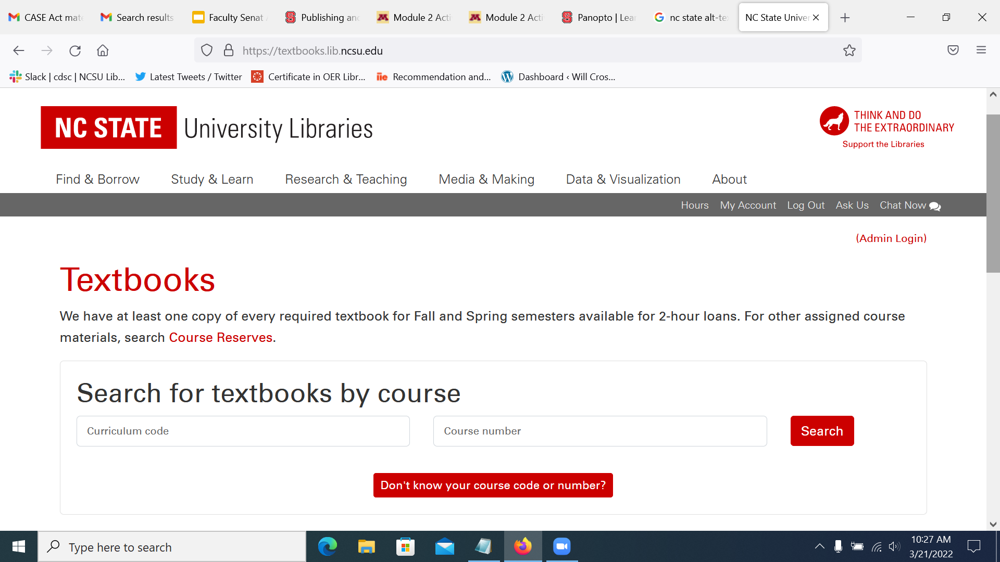 CASE Act mate
Search results
Faculty Senat
Publishing and
Module 2 Acti
Module 2 Acti
Panopto | Lear
nc state alt-te
NC State Univer
https://textbooks.lib.ncsu.edu
Slack | cdsc | NCSU Lib...
Latest Tweets / Twitter
Certificate in OER Libr...
iie
Recommendation and...
Dashboard ‹ Will Cros...
NC STATE University Libraries
THINK AND DO
THE EXTRAORDINARY
Support the Libraries
Find & Borrow
Study & Learn
Research & Teaching
Media & Making
Data & Visualization
About
Hours
My Account
Log Out
Ask Us
Chat Now
(Admin Login)
Textbooks
We have at least one copy of every required textbook for Fall and Spring semesters available for 2-hour loans. For other assigned course
materials, search Course Reserves.
Search for textbooks by course
Curriculum code
Course number
Search
Don't know your course code or number?
Type here to search
10:27 AM
3/21/2022